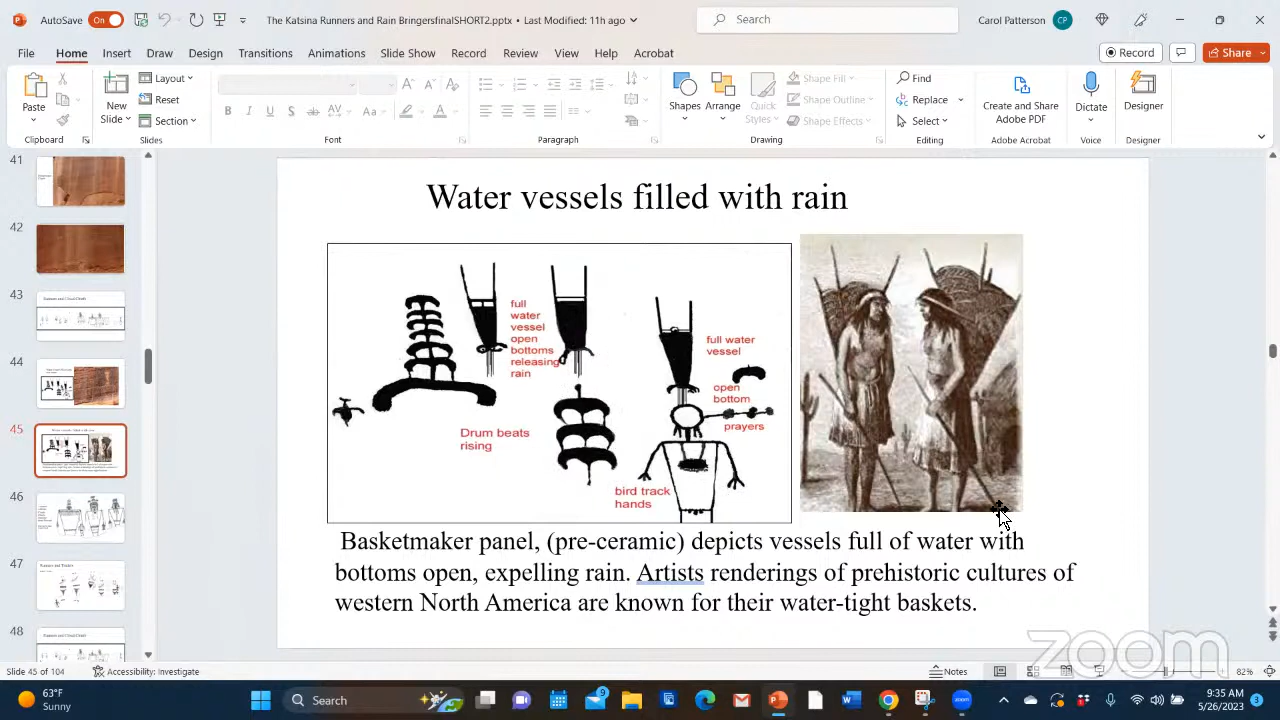 AutoSave On
The Katsina Runners and Rain BringersfinalSHORT2.pptx • Last Modified: 11h ago
Search
Carol Patterson CP
File Home Insert Draw Design Transitions Animations Slide Show Record Review View Help Acrobat
Record Share
Paste
New Slide
Layout
Reset
Section
B I U S ab AV Aa A
Shapes Arrange Quick Styles
Shape Fill
Shape Outline
Shape Effects
Find
Replace
Select
Create and Share Adobe PDF
Dictate
Designer
Clipboard Slides Font Paragraph Drawing Editing Adobe Acrobat Voice Designer
41
42
43
44
45
46
47
48
Water vessels filled with rain
full
water
vessel
open
bottoms
releasing
rain
full water
vessel
open
bottom
prayers
Drum beats
rising
bird track
hands
Basketmaker panel, (pre-ceramic) depicts vessels full of water with
bottoms open, expelling rain. Artists renderings of prehistoric cultures of
western North America are known for their water-tight baskets.
zoom
Slide 45 of 104
Accessibility: Investigate
Notes
82%
63°F
Sunny
Search
9
zoom
9:35 AM
5/26/2023
3